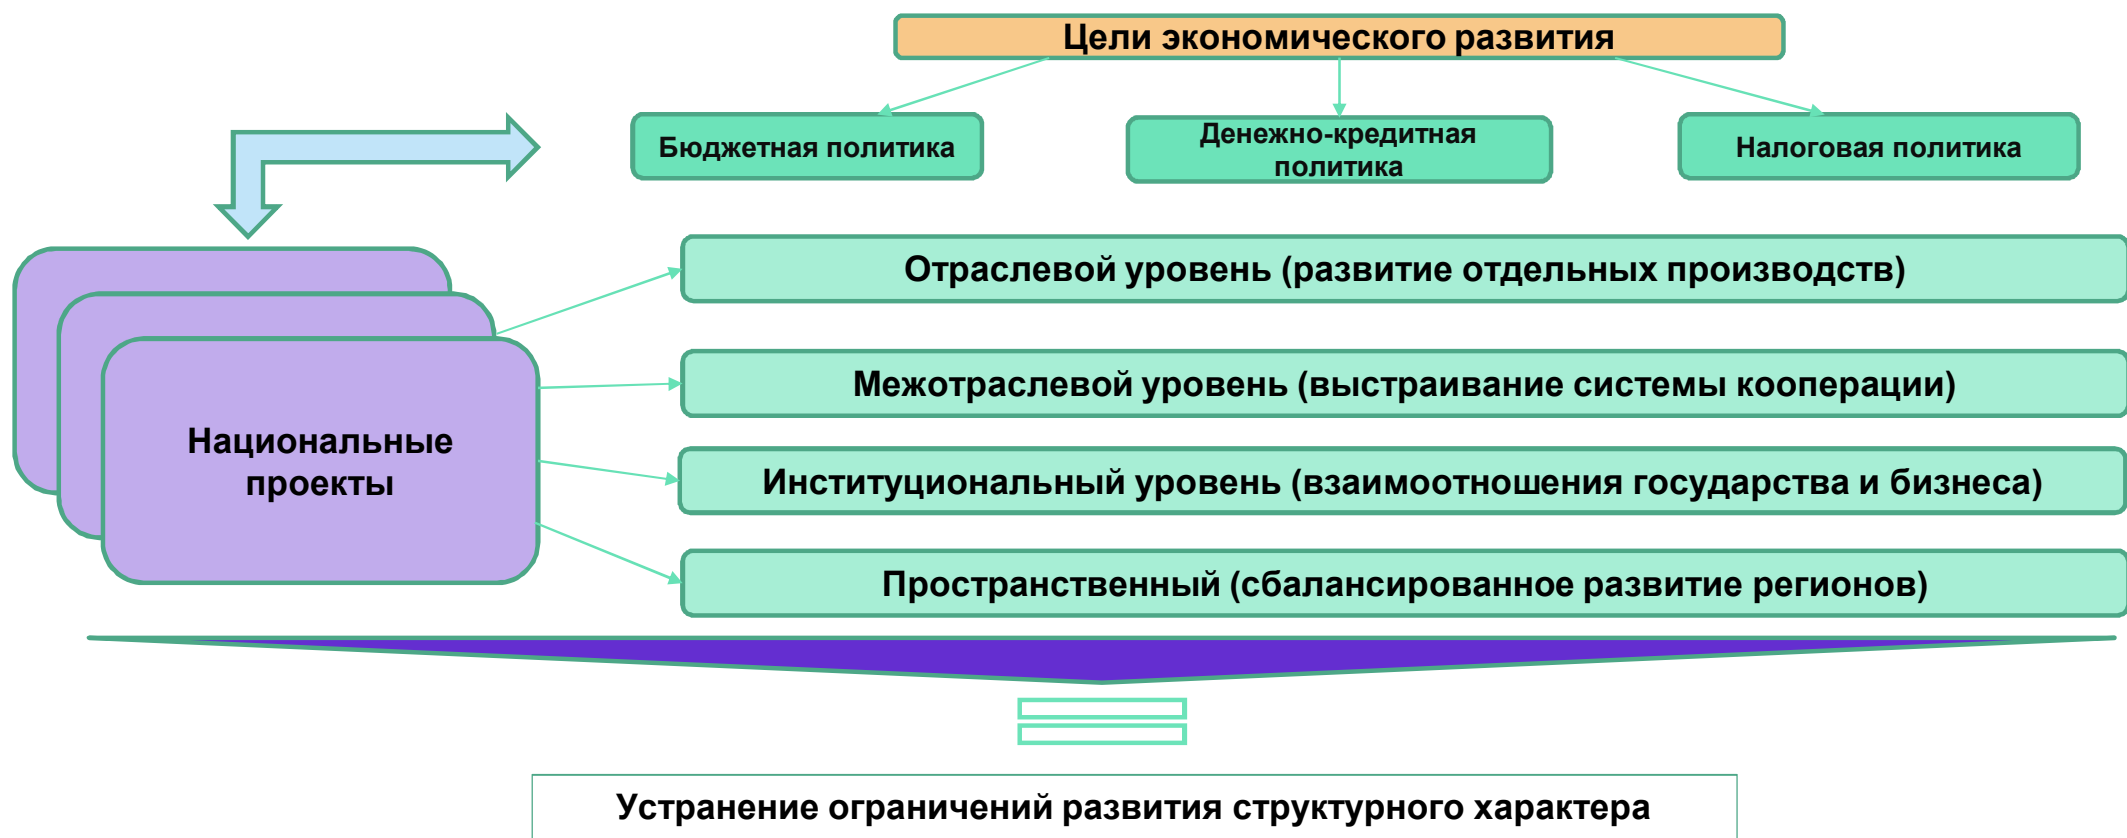 Цели экономического развития
Бюджетная политика
Денежно-кредитная
политика
Налоговая политика
Отраслевой уровень (развитие отдельных производств)
Межотраслевой уровень (выстраивание системы кооперации)
Национальные
проекты
Институциональный уровень (взаимоотношения государства и бизнеса)
Пространственный (сбалансированное развитие регионов)
Устранение ограничений развития структурного характера